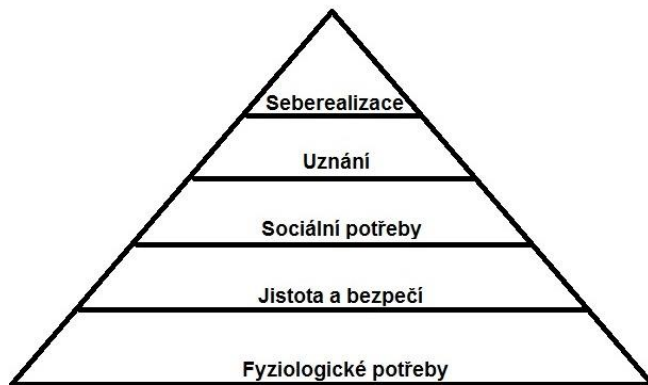 Seberealizace
Uznání
Sociální potřeby
Jistota a bezpečí
Fyziologické potřeby